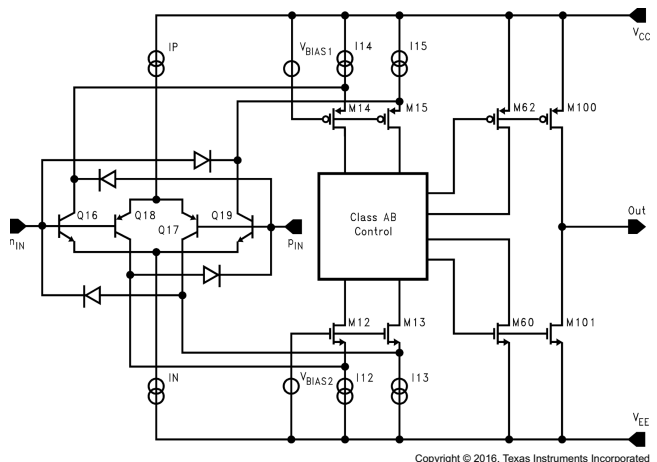 V_CC
IP
V_BIAS1
I14
I15
M14
M15
M62
M100
Q16
Q18
Q17
Q19
n_IN
p_IN
Class AB
Control
Out
M12
M13
M60
M101
IN
V_BIAS2
I12
I13
V_EE
Copyright © 2016, Texas Instruments Incorporated